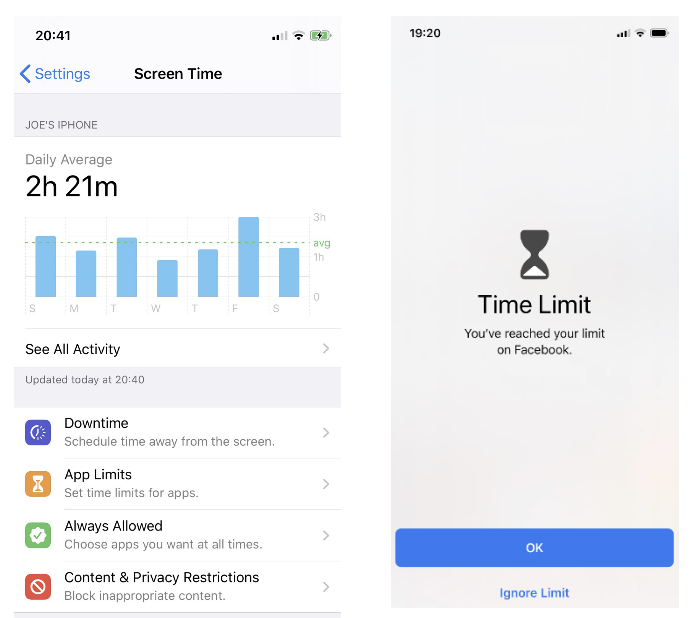 20:41
Settings
Screen Time
JOE'S IPHONE
Daily Average
2h 21m
3h
avg
1h
0
S M T W T F S
See All Activity
Updated today at 20:40
Downtime
Schedule time away from the screen.
App Limits
Set time limits for apps.
Always Allowed
Choose apps you want at all times.
Content & Privacy Restrictions
Block inappropriate content.
19:20
Time Limit
You've reached your limit
on Facebook.
OK
Ignore Limit